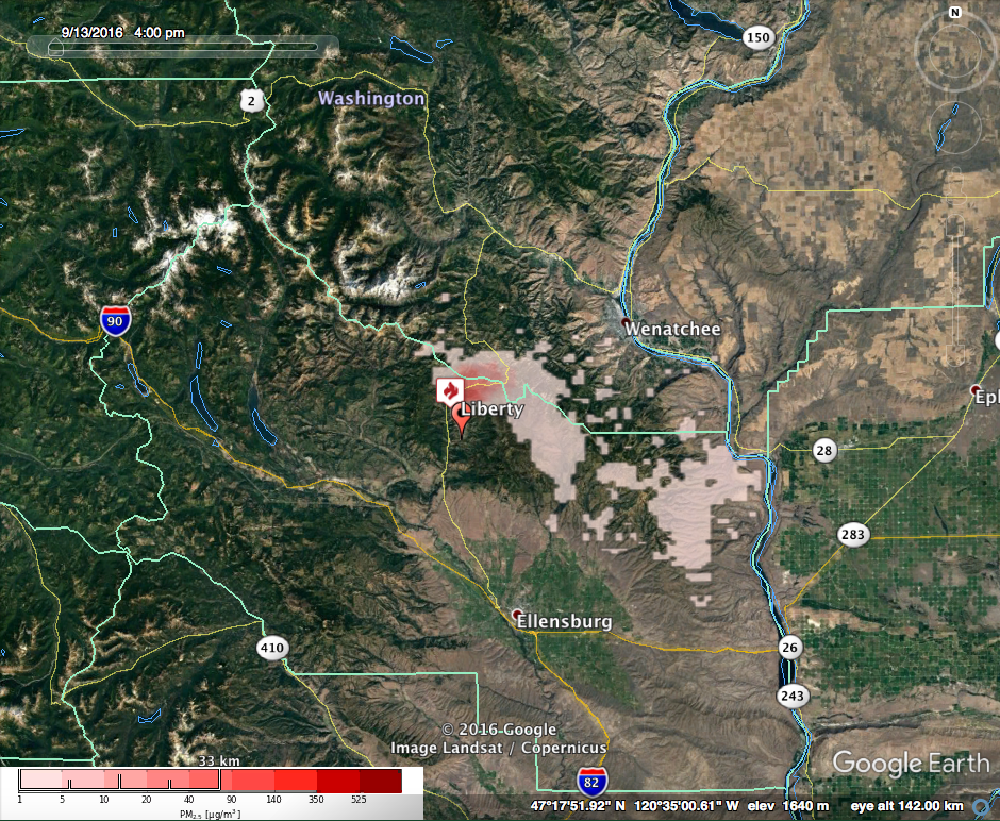 N
9/13/2016 4:00 pm
150
2
Washington
90
Wenatchee
Liberty
28
283
Ellensburg
410
26
243
© 2016 Google
Image Landsat / Copernicus
33 km
Google Earth
82
1 5 10 20 40 90 140 350 525
PM₂.₅ [µg/m³]
47°17'51.92" N 120°35'00.61" W elev 1640 m eye alt 142.00 km